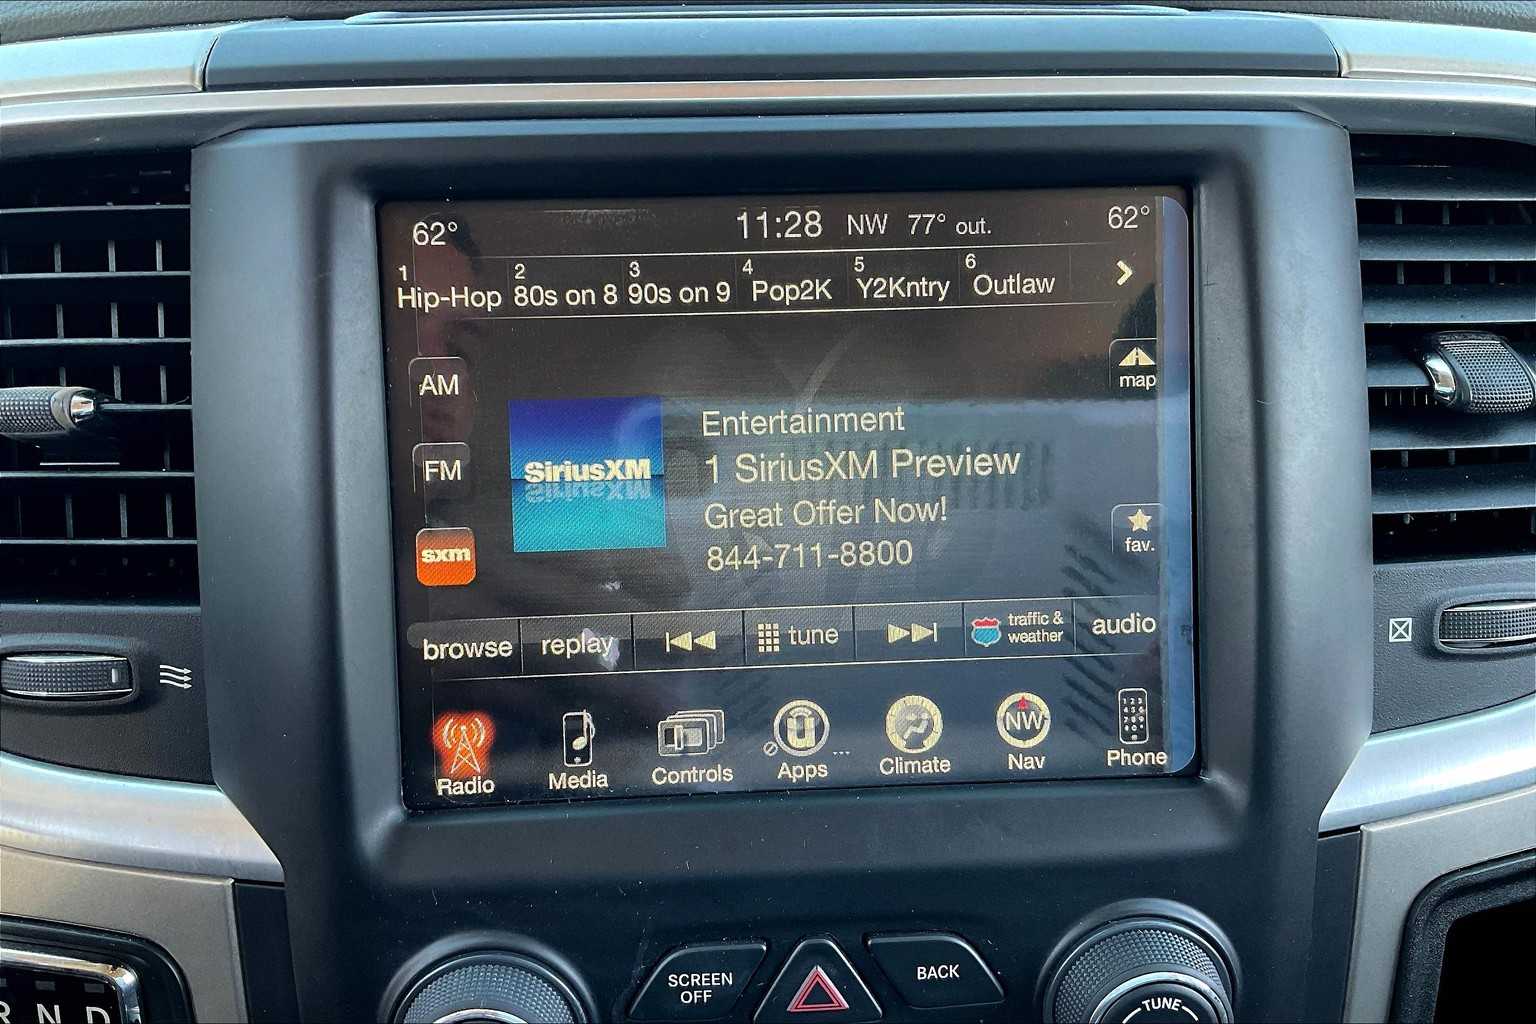 62° 11:28 NW 77° out. 62°
1 Hip-Hop 2 80s on 8 3 90s on 9 4 Pop2K 5 Y2Kntry 6 Outlaw
AM
map
Entertainment
SiriusXM
1 SiriusXM Preview
FM
Great Offer Now!
fav.
sxm
844-711-8800
browse replay tune traffic & weather audio
NW
Radio Media Controls Apps Climate Nav Phone
SCREEN OFF
BACK
TUNE
R N D